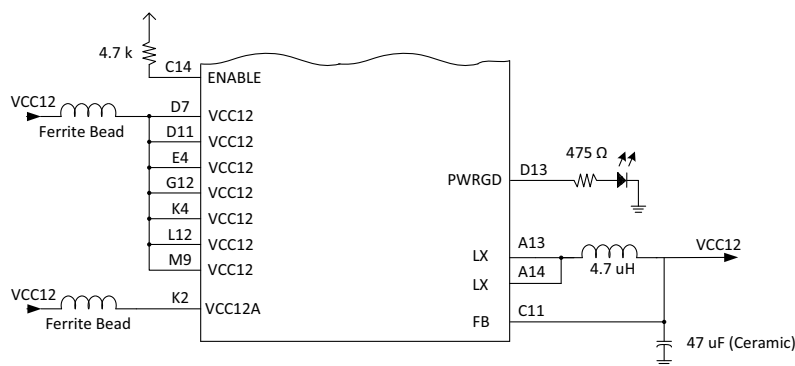 4.7 k
C14
ENABLE
VCC12
Ferrite Bead
D7
VCC12
D11
VCC12
E4
VCC12
G12
VCC12
K4
VCC12
L12
VCC12
M9
VCC12
VCC12
Ferrite Bead
K2
VCC12A
PWRGD
D13
475 Ω
LX
A13
4.7 uH
VCC12
LX
A14
FB
C11
47 uF (Ceramic)